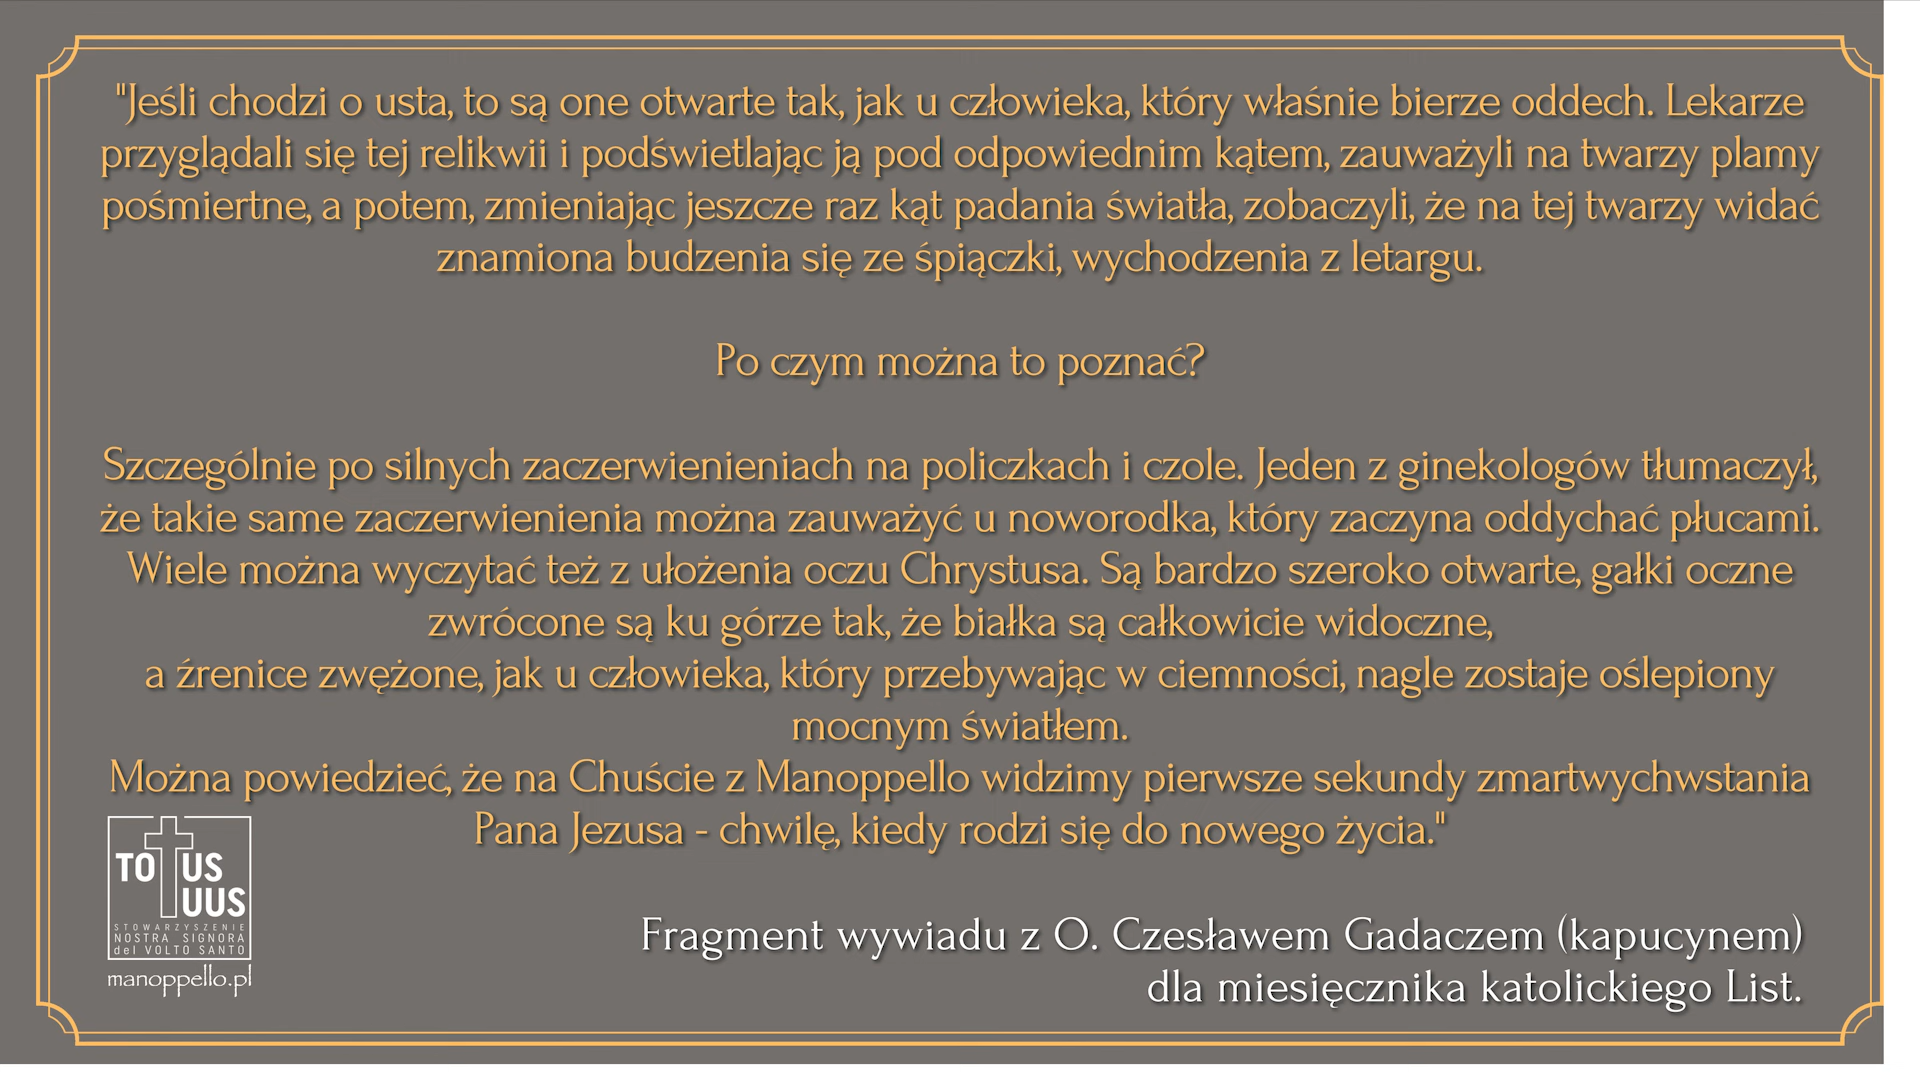 "Jeśli chodzi o usta, to są one otwarte tak, jak u człowieka, który właśnie bierze oddech. Lekarze
przyglądali się tej relikwii i podświetlając ją pod odpowiednim kątem, zauważyli na twarzy plamy
pośmiertne, a potem, zmieniając jeszcze raz kąt padania światła, zobaczyli, że na tej twarzy widać
znamiona budzenia się ze śpiączki, wychodzenia z letargu.
Po czym można to poznać?
Szczególnie po silnych zaczerwienieniach na policzkach i czole. Jeden z ginekologów tłumaczył,
że takie same zaczerwienienia można zauważyć u noworodka, który zaczyna oddychać płucami.
Wiele można wyczytać też z ułożenia oczu Chrystusa. Są bardzo szeroko otwarte, gałki oczne
zwrócone są ku górze tak, że białka są całkowicie widoczne,
a źrenice zwężone, jak u człowieka, który przebywając w ciemności, nagle zostaje oślepiony
mocnym światłem.
Można powiedzieć, że na Chuście z Manoppello widzimy pierwsze sekundy zmartwychwstania
Pana Jezusa - chwilę, kiedy rodzi się do nowego życia."
TOTUS
TUUS
STOWARZYSZENIE
NOSTRA SIGNORA
del VOLTO SANTO
manoppello.pl
Fragment wywiadu z O. Czesławem Gadaczem (kapucynem)
dla miesięcznika katolickiego List.